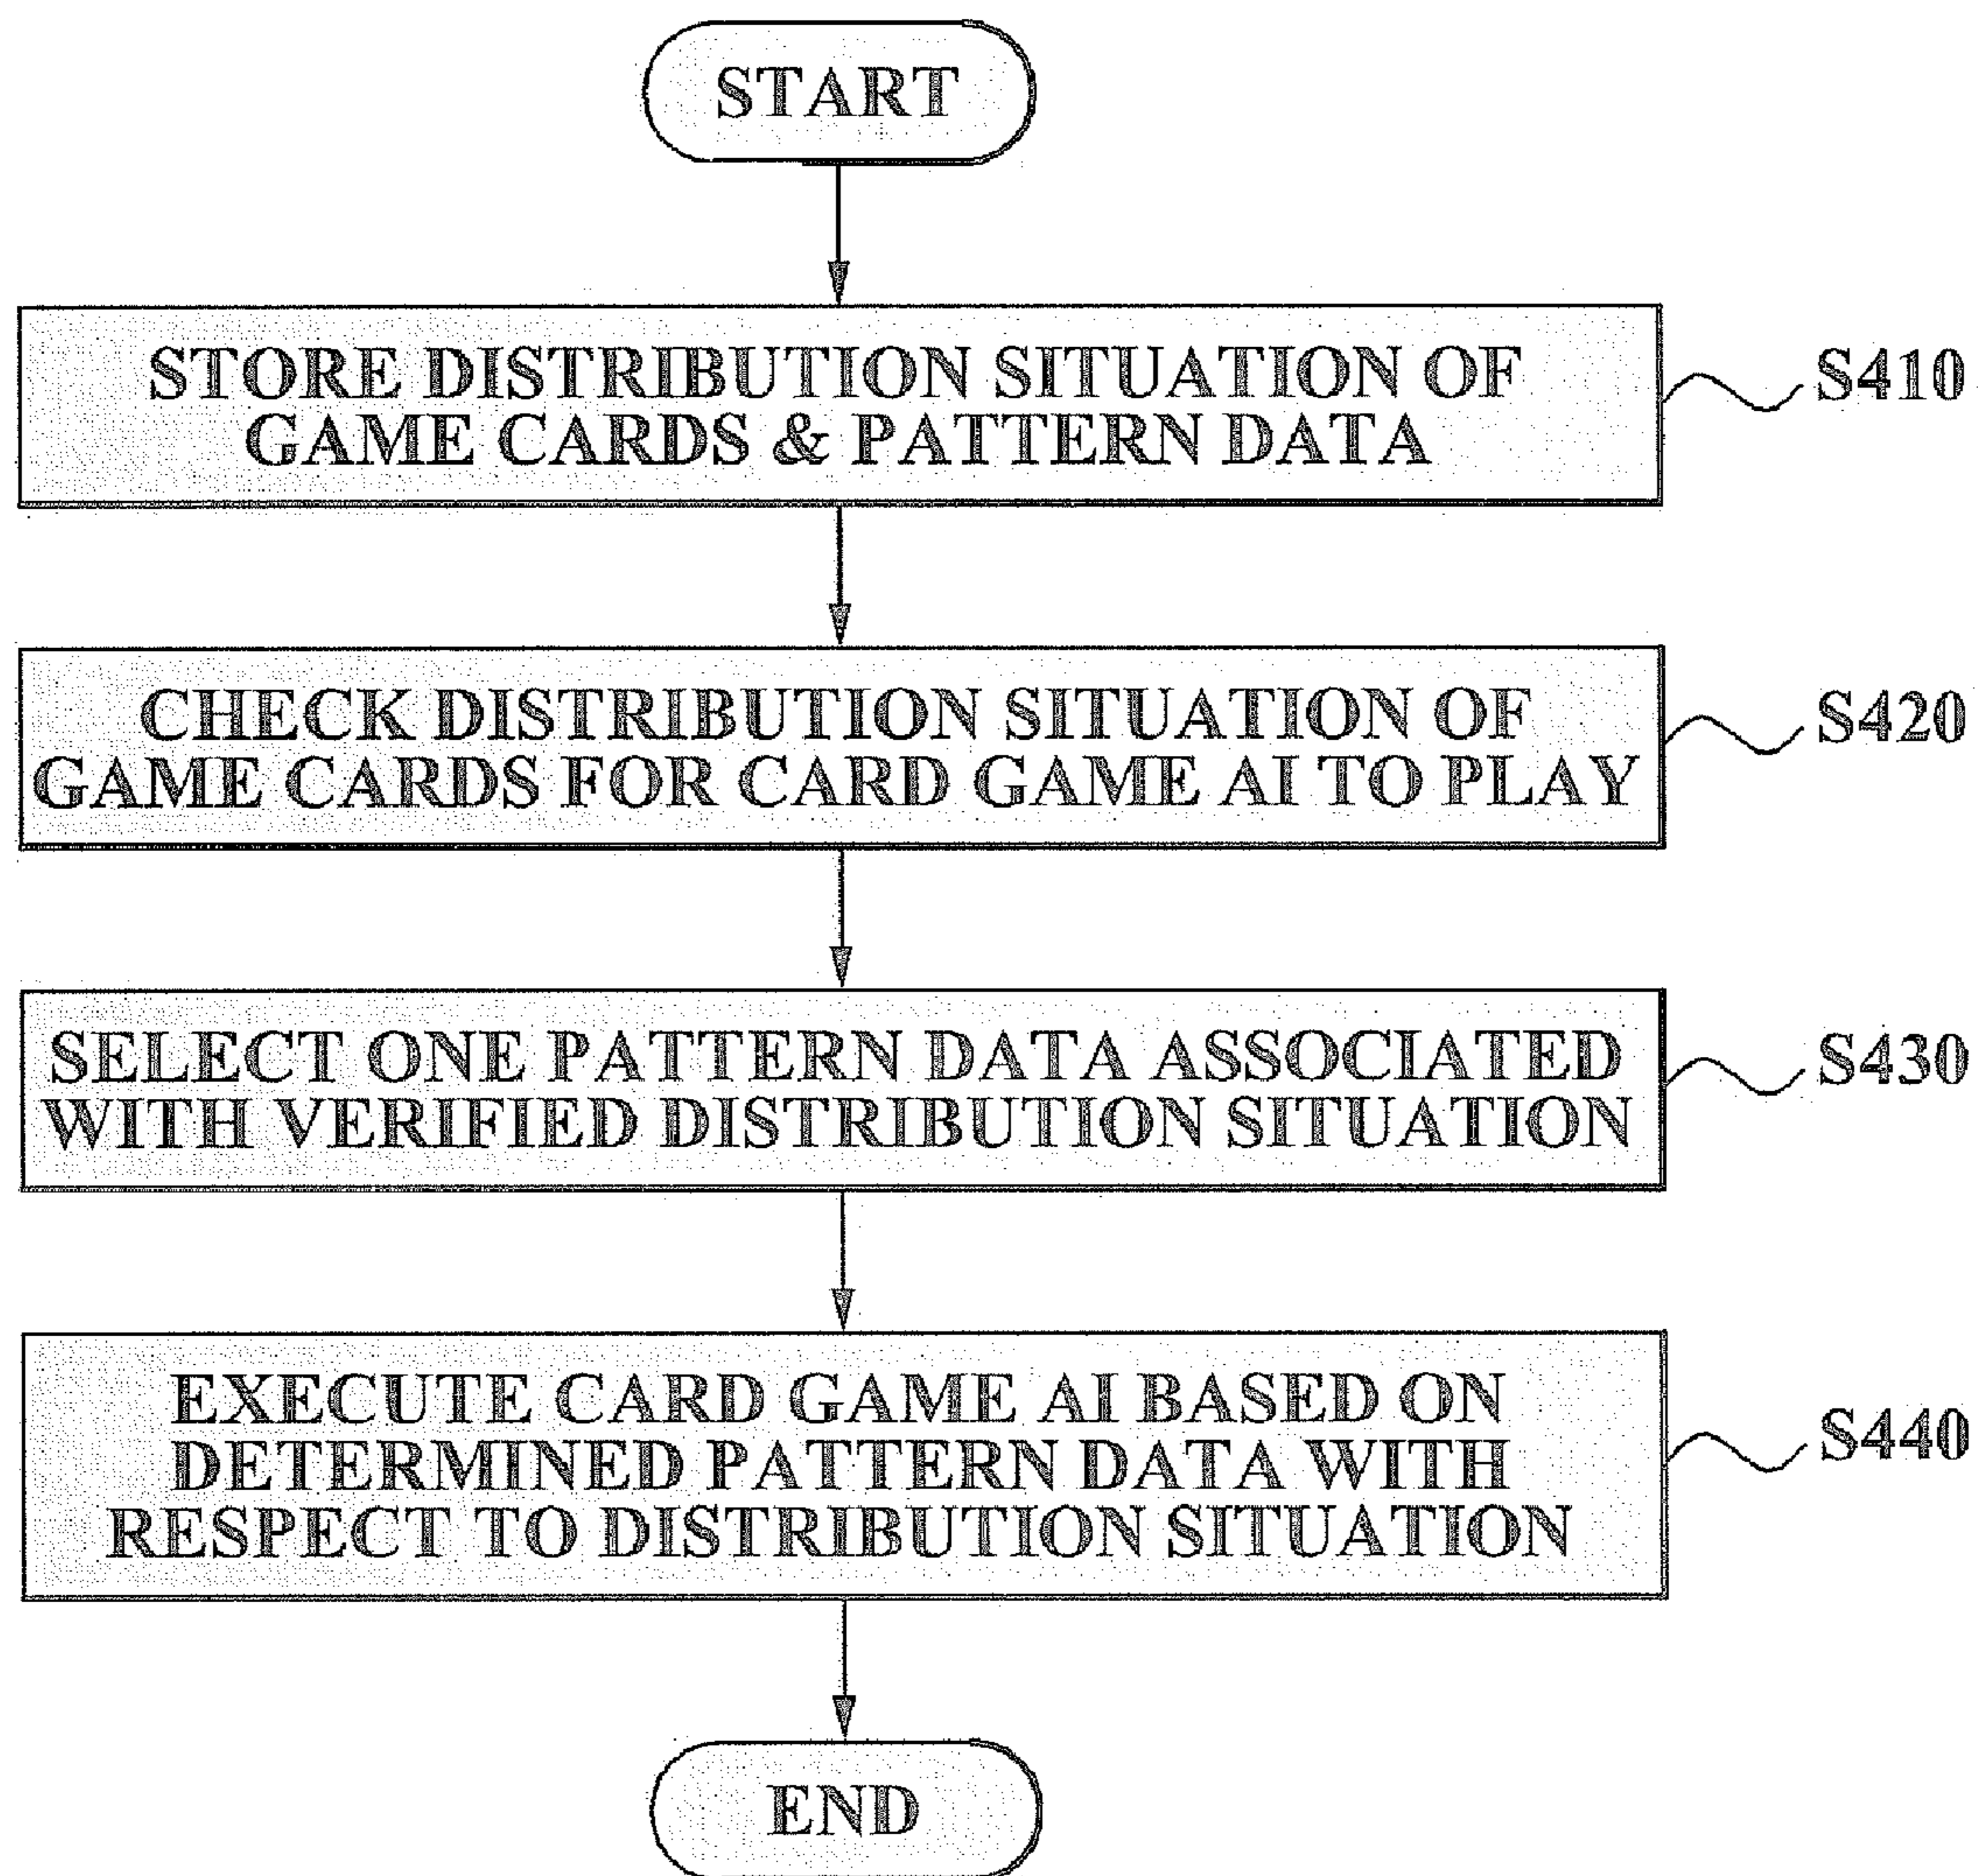 START
STORE DISTRIBUTION SITUATION OF
GAME CARDS & PATTERN DATA
S410
CHECK DISTRIBUTION SITUATION OF
GAME CARDS FOR CARD GAME AI TO PLAY
S420
SELECT ONE PATTERN DATA ASSOCIATED
WITH VERIFIED DISTRIBUTION SITUATION
S430
EXECUTE CARD GAME AI BASED ON
DETERMINED PATTERN DATA WITH
RESPECT TO DISTRIBUTION SITUATION
S440
END